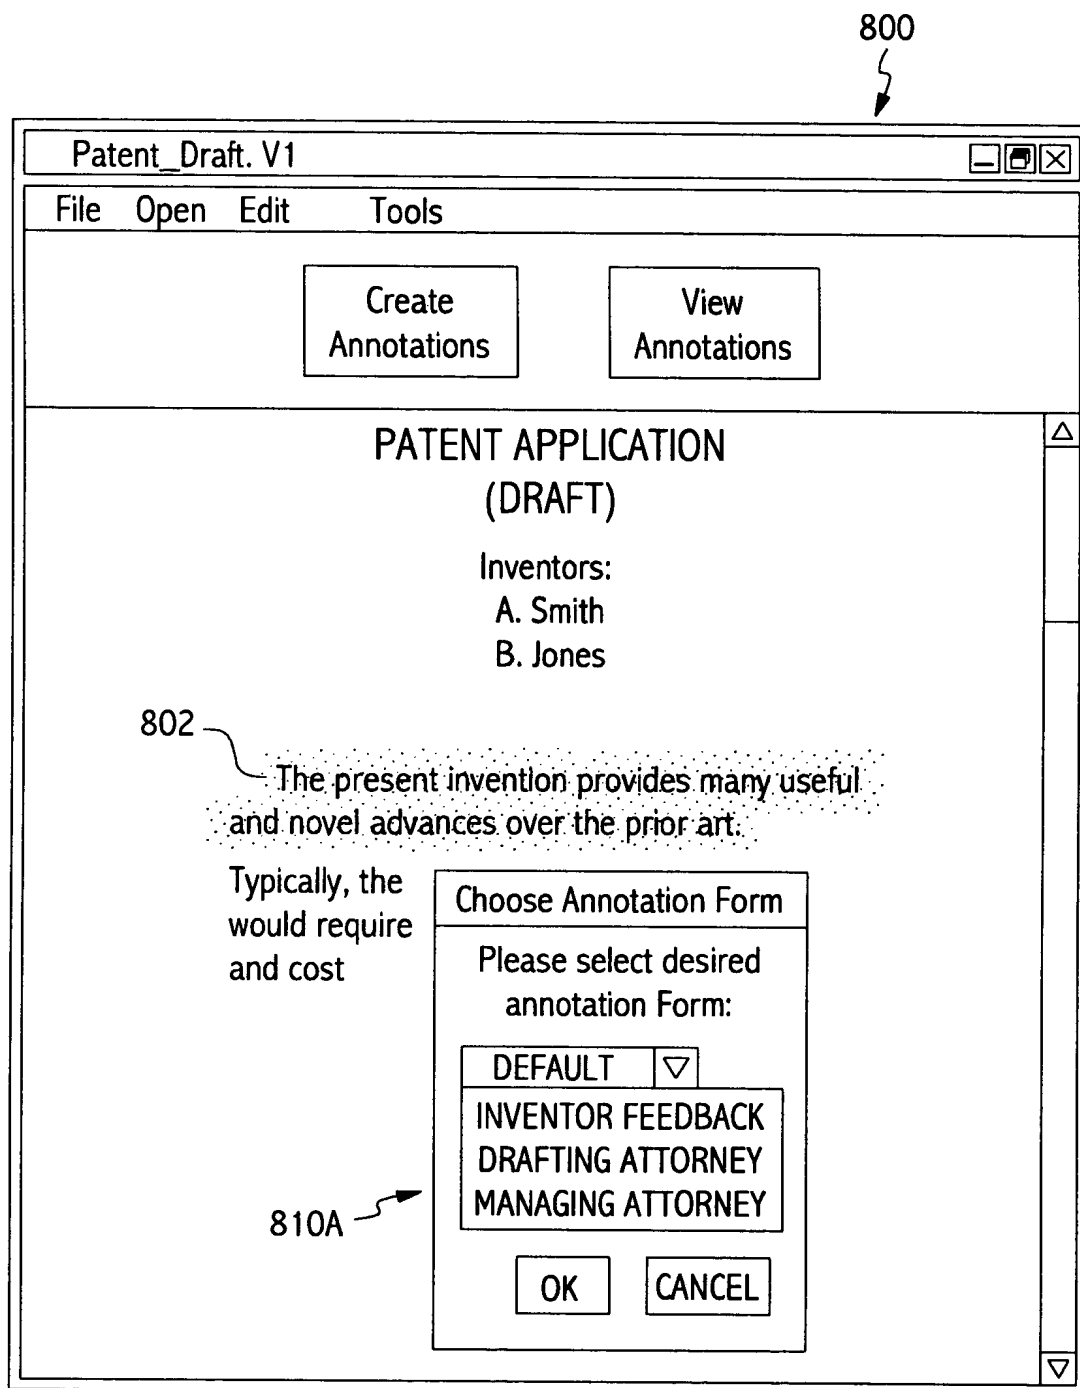 800
Patent_Draft. V1
File Open Edit Tools
Create
Annotations
View
Annotations
PATENT APPLICATION
(DRAFT)
Inventors:
A. Smith
B. Jones
802
The present invention provides many useful
and novel advances over the prior art.
Typically, the
would require
and cost
Choose Annotation Form
Please select desired
annotation Form:
DEFAULT
INVENTOR FEEDBACK
DRAFTING ATTORNEY
MANAGING ATTORNEY
810A
OK CANCEL